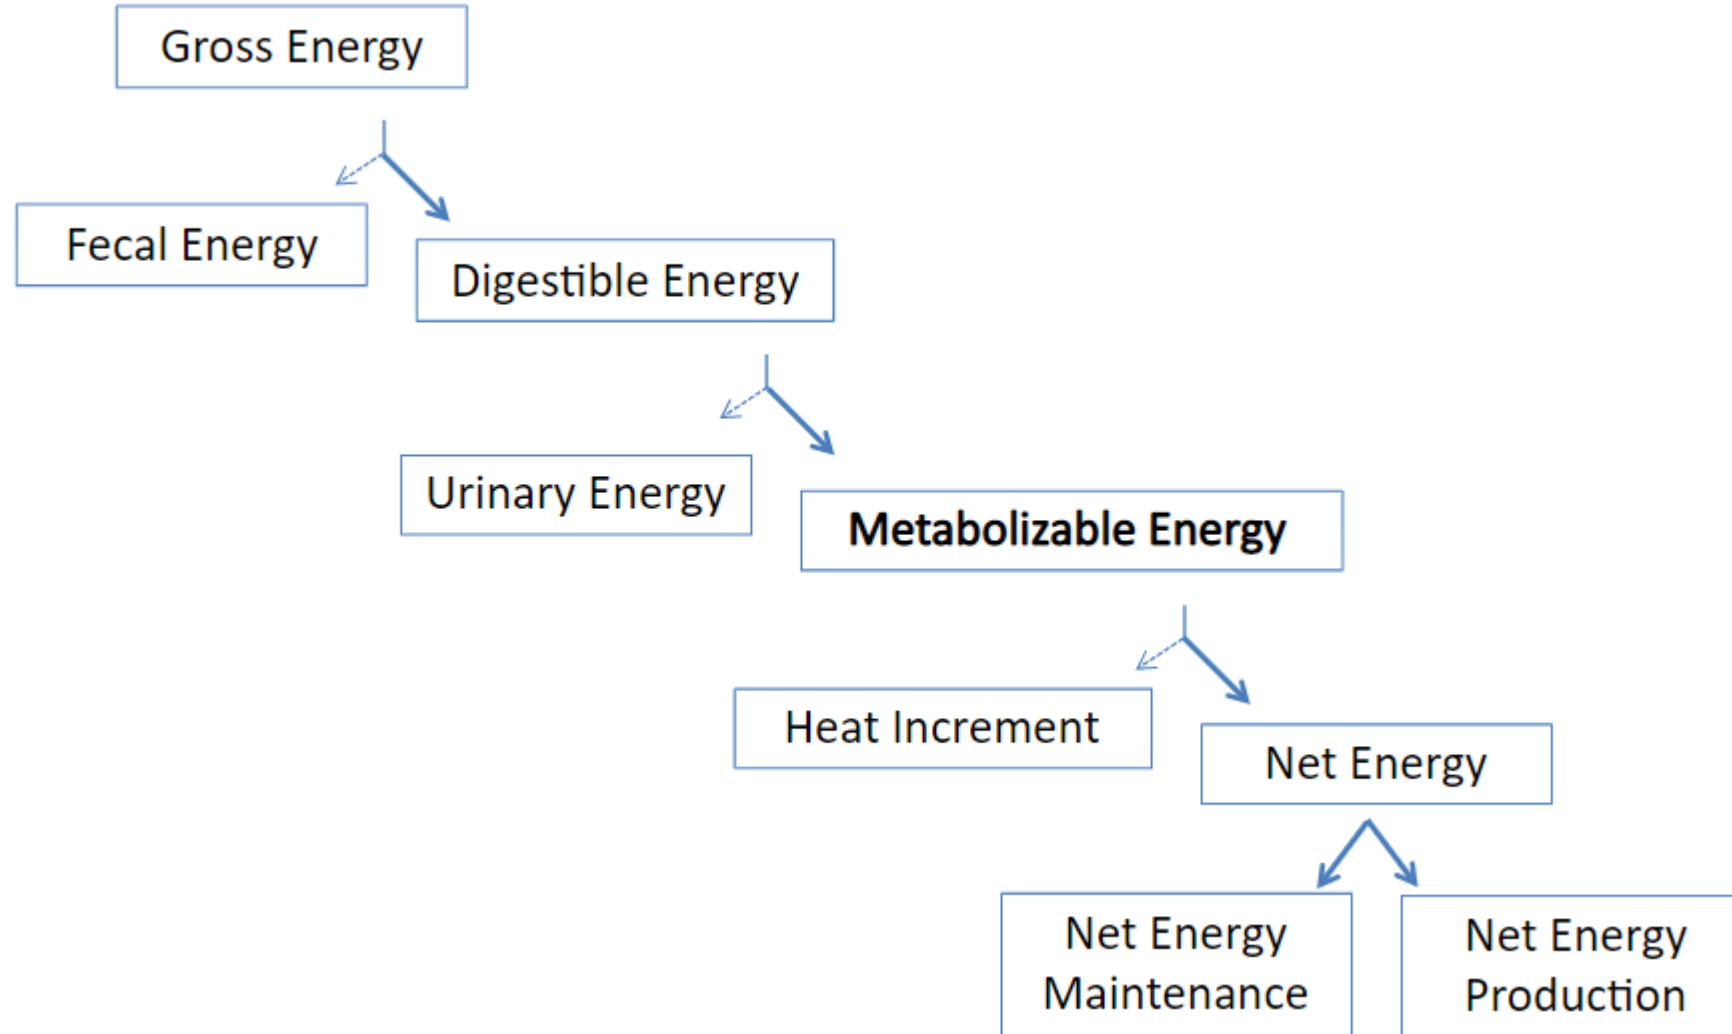 Gross Energy
Fecal Energy
Digestible Energy
Urinary Energy
Metabolizable Energy
Heat Increment
Net Energy
Net Energy
Maintenance
Net Energy
Production